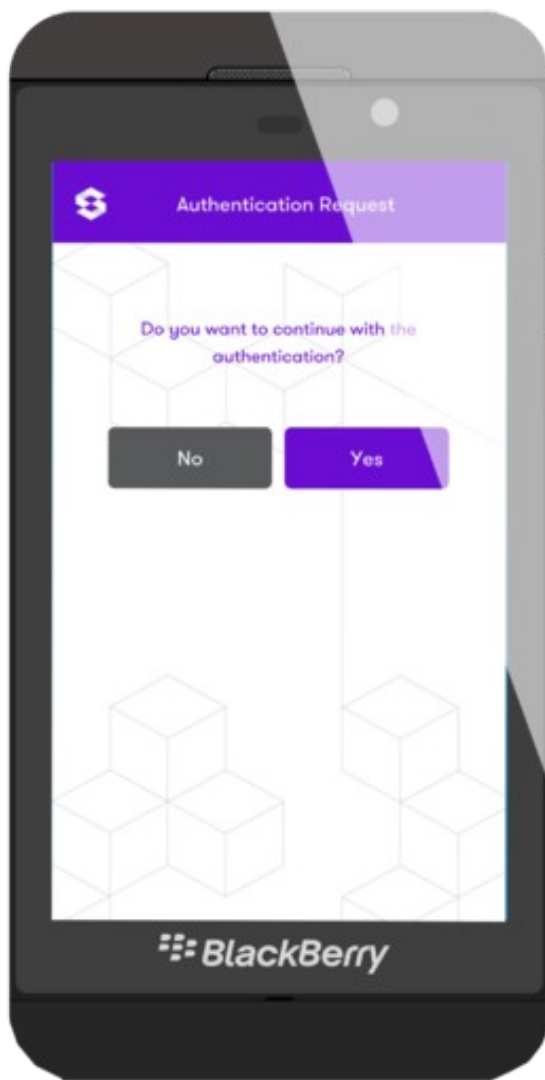 Authentication Request
Do you want to continue with the
authentication?
No Yes
BlackBerry